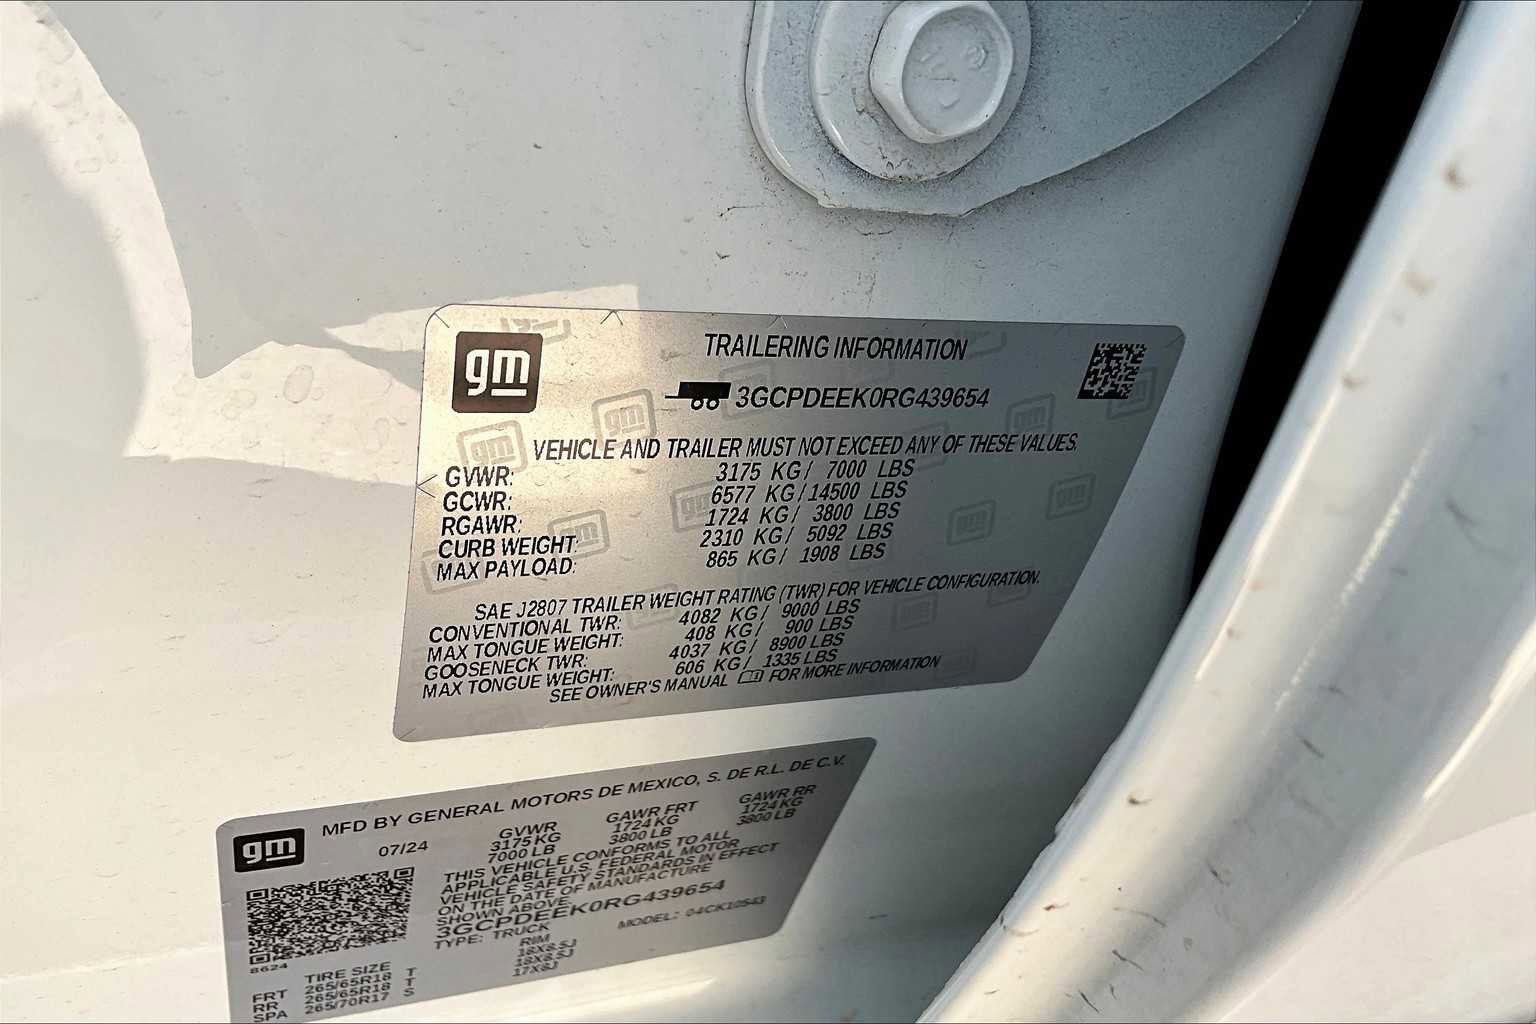 gm
TRAILERING INFORMATION
3GCPDEEK0RG439654
VEHICLE AND TRAILER MUST NOT EXCEED ANY OF THESE VALUES.
GVWR: 3175 KG / 7000 LBS
GCWR: 6577 KG / 14500 LBS
RGAWR: 1724 KG / 3800 LBS
CURB WEIGHT: 2310 KG / 5092 LBS
MAX PAYLOAD: 865 KG / 1908 LBS
SAE J2807 TRAILER WEIGHT RATING (TWR) FOR VEHICLE CONFIGURATION.
CONVENTIONAL TWR: 4082 KG / 9000 LBS
MAX TONGUE WEIGHT: 408 KG / 900 LBS
GOOSENECK TWR: 4037 KG / 8900 LBS
MAX TONGUE WEIGHT: 606 KG / 1335 LBS
SEE OWNER'S MANUAL FOR MORE INFORMATION
gm
MFD BY GENERAL MOTORS DE MEXICO, S. DE R.L. DE C.V.
07/24
GVWR GAWR FRT GAWR RR
3175 KG 1724 KG 1724 KG
7000 LB 3800 LB 3800 LB
THIS VEHICLE CONFORMS TO ALL
APPLICABLE U.S. FEDERAL MOTOR
VEHICLE SAFETY STANDARDS IN EFFECT
ON THE DATE OF MANUFACTURE
SHOWN ABOVE.
3GCPDEEK0RG439654
TYPE: TRUCK MODEL: 04CK10543
8624
TIRE SIZE RIM
FRT 265/65R18 T 18X8.5J
RR 265/65R18 T 18X8.5J
SPA 265/70R17 S 17X8J